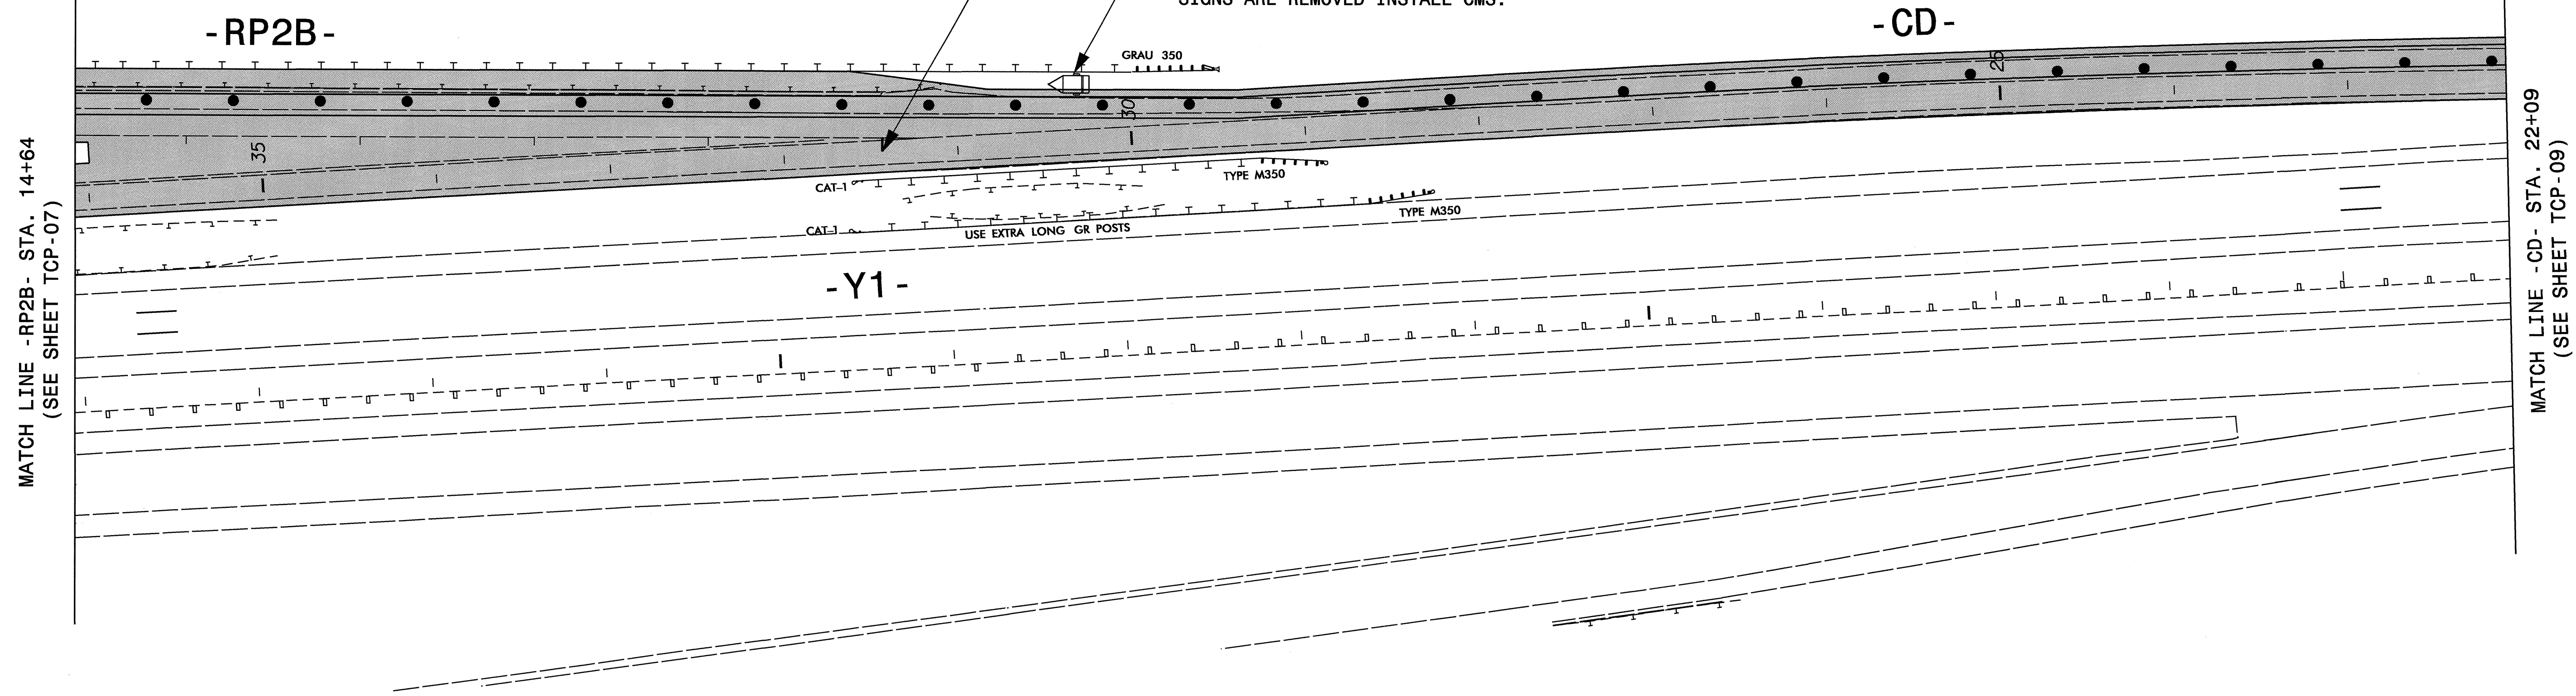 SIGNS ARE REMOVED INSTALL CMS.
-RP2B-
-CD-
GRAU 350
25
30
35
CAT-1
TYPE M350
CAT-1
USE EXTRA LONG GR POSTS
TYPE M350
-Y1-
MATCH LINE -RP2B- STA. 14+64
(SEE SHEET TCP-07)
MATCH LINE -CD- STA. 22+09
(SEE SHEET TCP-09)